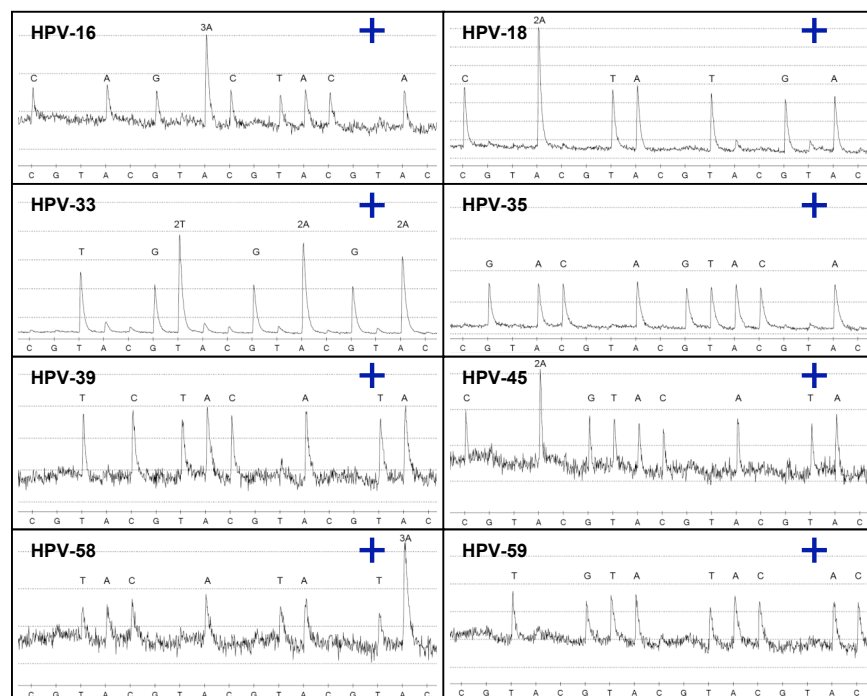 HPV-16
3A
C A G C T A C A
C G T A C G T A C G T A C G T A C
HPV-18
2A
C T A T G A
C G T A C G T A C G T A C G T A C
HPV-33
2T 2A 2A
T G G G
C G T A C G T A C G T A C G T A C
HPV-35
G A C A G T A C A
C G T A C G T A C G T A C G T A C
HPV-39
T C T A C A T A
C G T A C G T A C G T A C G T A C
HPV-45
2A
C G T A C A T A
C G T A C G T A C G T A C G T A C
HPV-58
3A
T A C A T A T
C G T A C G T A C G T A C G T A C
HPV-59
T G T A T A C A C
C G T A C G T A C G T A C G T A C